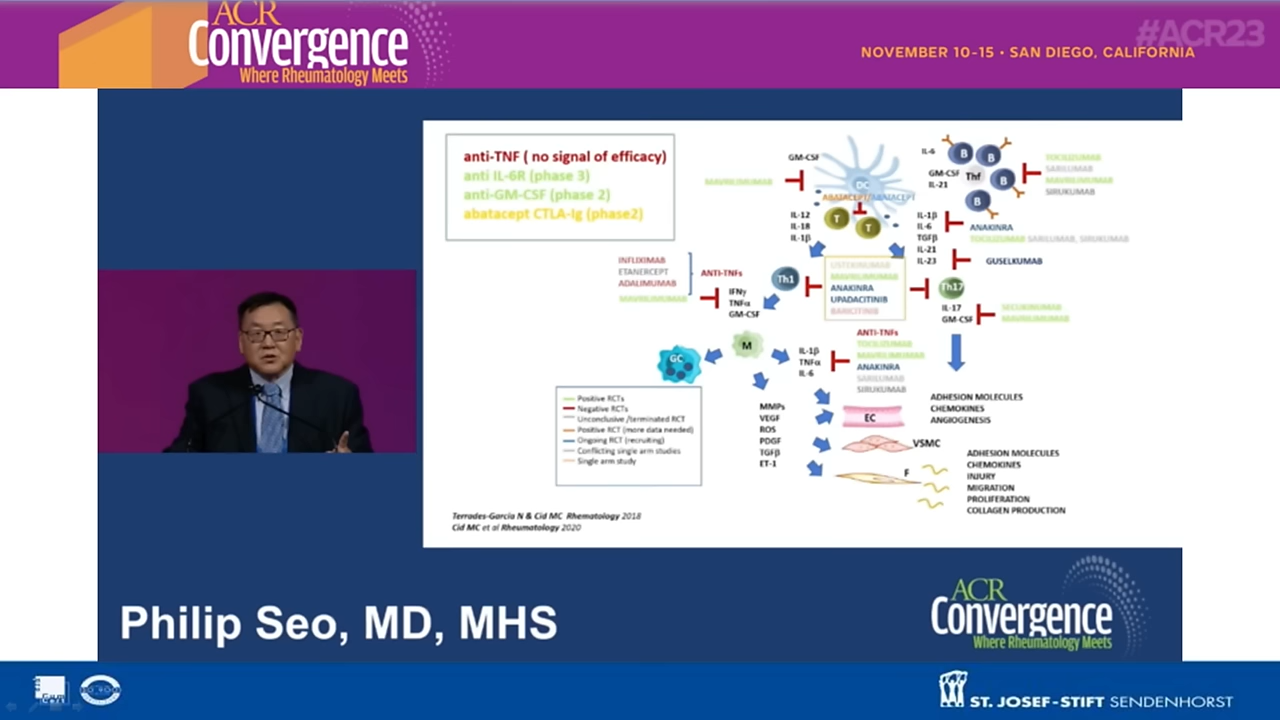 ACR
Convergence
Where Rheumatology Meets
#ACR23
NOVEMBER 10-15 • SAN DIEGO, CALIFORNIA
anti-TNF ( no signal of efficacy)
anti IL-6R (phase 3)
anti-GM-CSF (phase 2)
abatacept CTLA-Ig (phase2)
GM-CSF
MAVRILIMUMAB
DC
ABATACEPT/ABATACEPT
T
T
IL-12
IL-18
IL-1β
IL-6
GM-CSF
IL-21
B
B
Thf
B
B
TOCILIZUMAB
SARILUMAB
MAVRILIMUMAB
SIRUKUMAB
IL-1β
IL-6
TGFβ
IL-21
IL-23
ANAKINRA
TOCILIZUMAB SARILUMAB, SIRUKUMAB
GUSELKUMAB
INFLIXIMAB
ETANERCEPT
ADALIMUMAB
ANTI-TNFs
MAVRILIMUMAB
IFNγ
TNFα
GM-CSF
Th1
USTEKINUMAB
MAVRILIMUMAB
ANAKINRA
UPADACITINIB
BARICITINIB
Th17
IL-17
GM-CSF
SECUKINUMAB
MAVRILIMUMAB
GC
M
IL-1β
TNFα
IL-6
ANTI-TNFs
TOCILIZUMAB
MAVRILIMUMAB
ANAKINRA
SARILUMAB
SIRUKUMAB
Positive RCTs
Negative RCTs
Unconclusive /terminated RCT
Positive RCT (more data needed)
Ongoing RCT (recruiting)
Conflicting single arm studies
Single arm study
MMPs
VEGF
ROS
PDGF
TGFβ
ET-1
EC
VSMC
F
ADHESION MOLECULES
CHEMOKINES
ANGIOGENESIS
ADHESION MOLECULES
CHEMOKINES
INJURY
MIGRATION
PROLIFERATION
COLLAGEN PRODUCTION
Terrades-Garcia N & Cid MC Rhematology 2018
Cid MC et al Rheumatology 2020
Philip Seo, MD, MHS
ACR
Convergence
Where Rheumatology Meets
ST. JOSEF-STIFT SENDENHORST